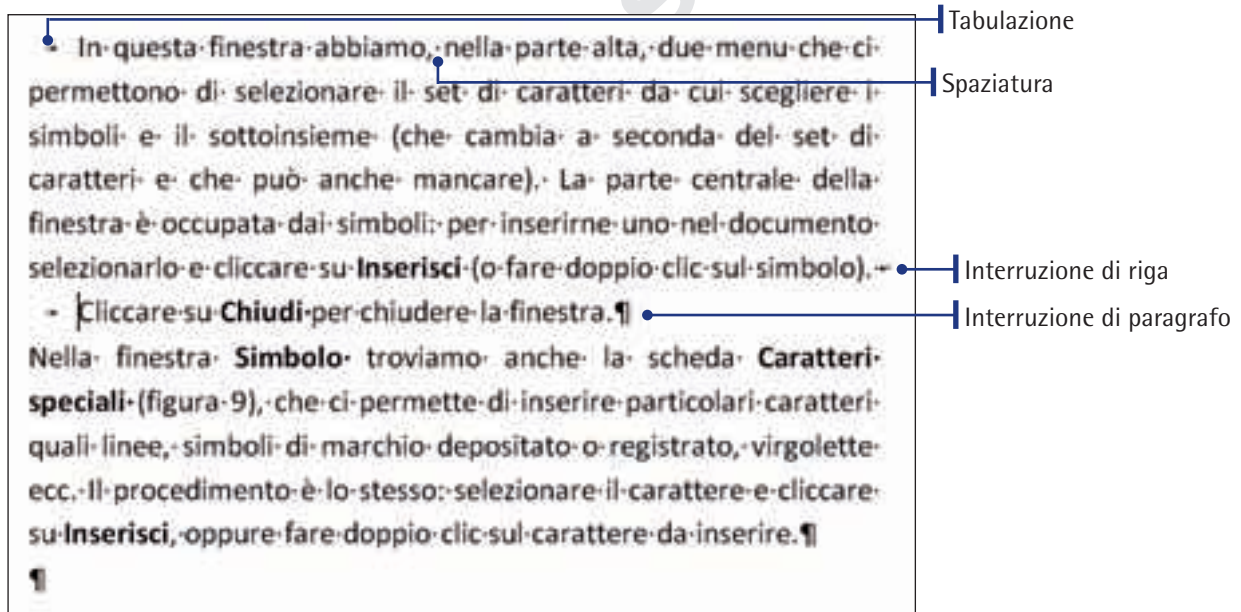 Tabulazione
In questa finestra abbiamo, nella parte alta, due menu che ci
Spaziatura
permettono di selezionare il set di caratteri da cui scegliere i
simboli e il sottoinsieme (che cambia a seconda del set di
caratteri e che può anche mancare). La parte centrale della
finestra è occupata dai simboli: per inserirne uno nel documento
selezionarlo e cliccare su Inserisci (o fare doppio clic sul simbolo).
Interruzione di riga
Cliccare su Chiudi per chiudere la finestra.¶
Interruzione di paragrafo
Nella finestra Simbolo troviamo anche la scheda Caratteri
speciali (figura 9), che ci permette di inserire particolari caratteri
quali linee, simboli di marchio depositato o registrato, virgolette
ecc. Il procedimento è lo stesso: selezionare il carattere e cliccare
su Inserisci, oppure fare doppio clic sul carattere da inserire.¶
¶